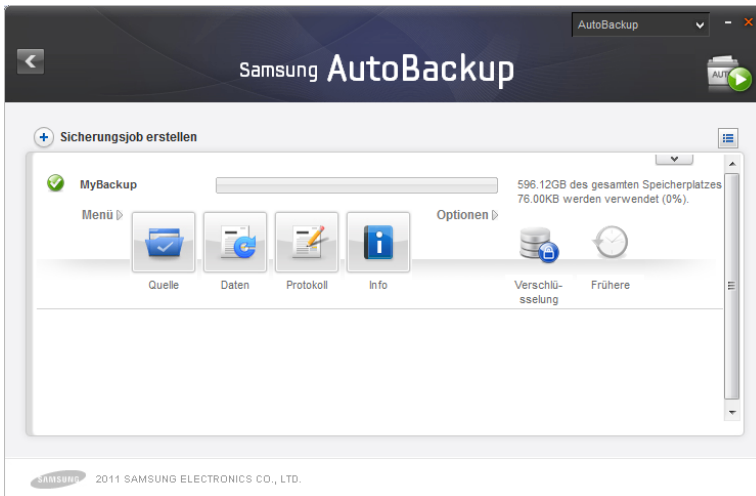 AutoBackup
Samsung AutoBackup
AUT
Sicherungsjob erstellen
MyBackup
596.12GB des gesamten Speicherplatzes
76.00KB werden verwendet (0%).
Menü
Optionen
Quelle
Daten
Protokoll
Info
Verschlü-
sselung
Frühere
SAMSUNG
2011 SAMSUNG ELECTRONICS CO., LTD.